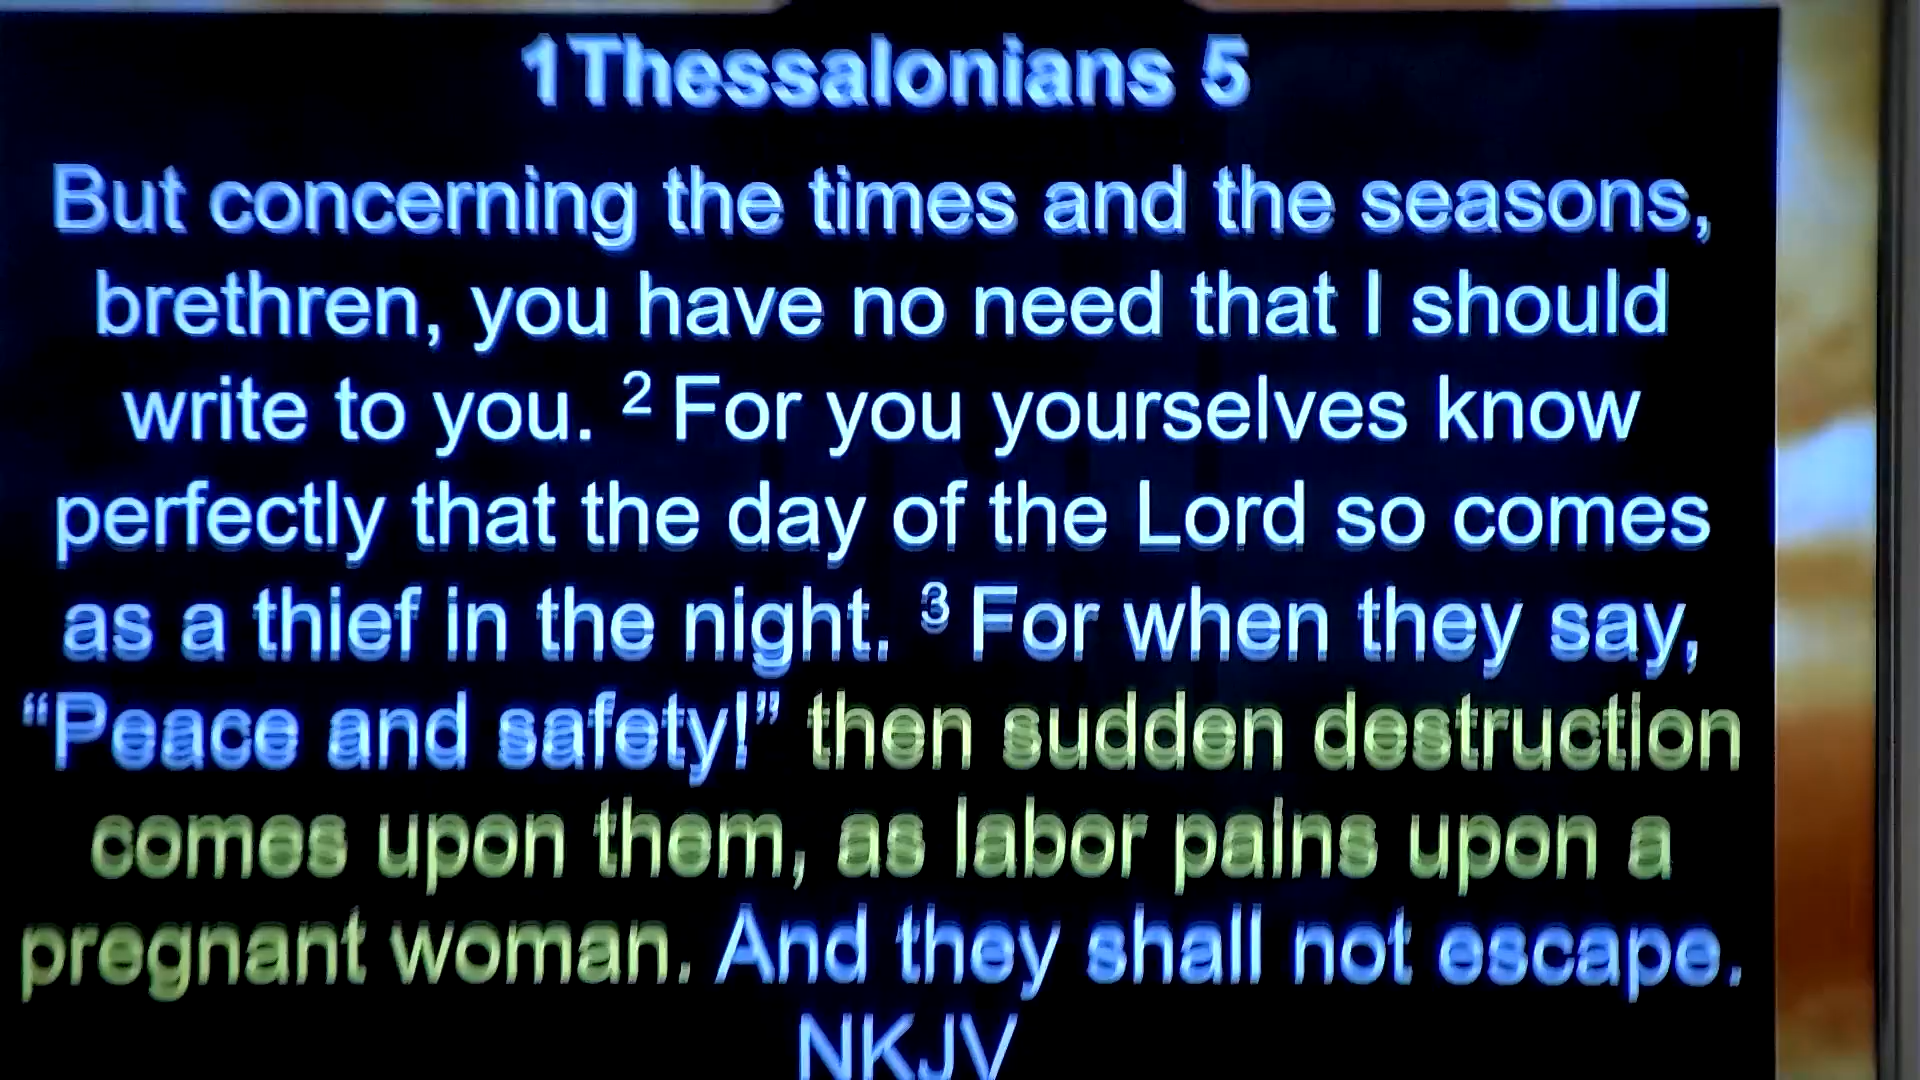 1Thessalonians 5
But concerning the times and the seasons,
brethren, you have no need that I should
write to you. 2 For you yourselves know
perfectly that the day of the Lord so comes
as a thief in the night. 3 For when they say,
“Peace and safety!” then sudden destruction
comes upon them, as labor pains upon a
pregnant woman. And they shall not escape.
NKJV